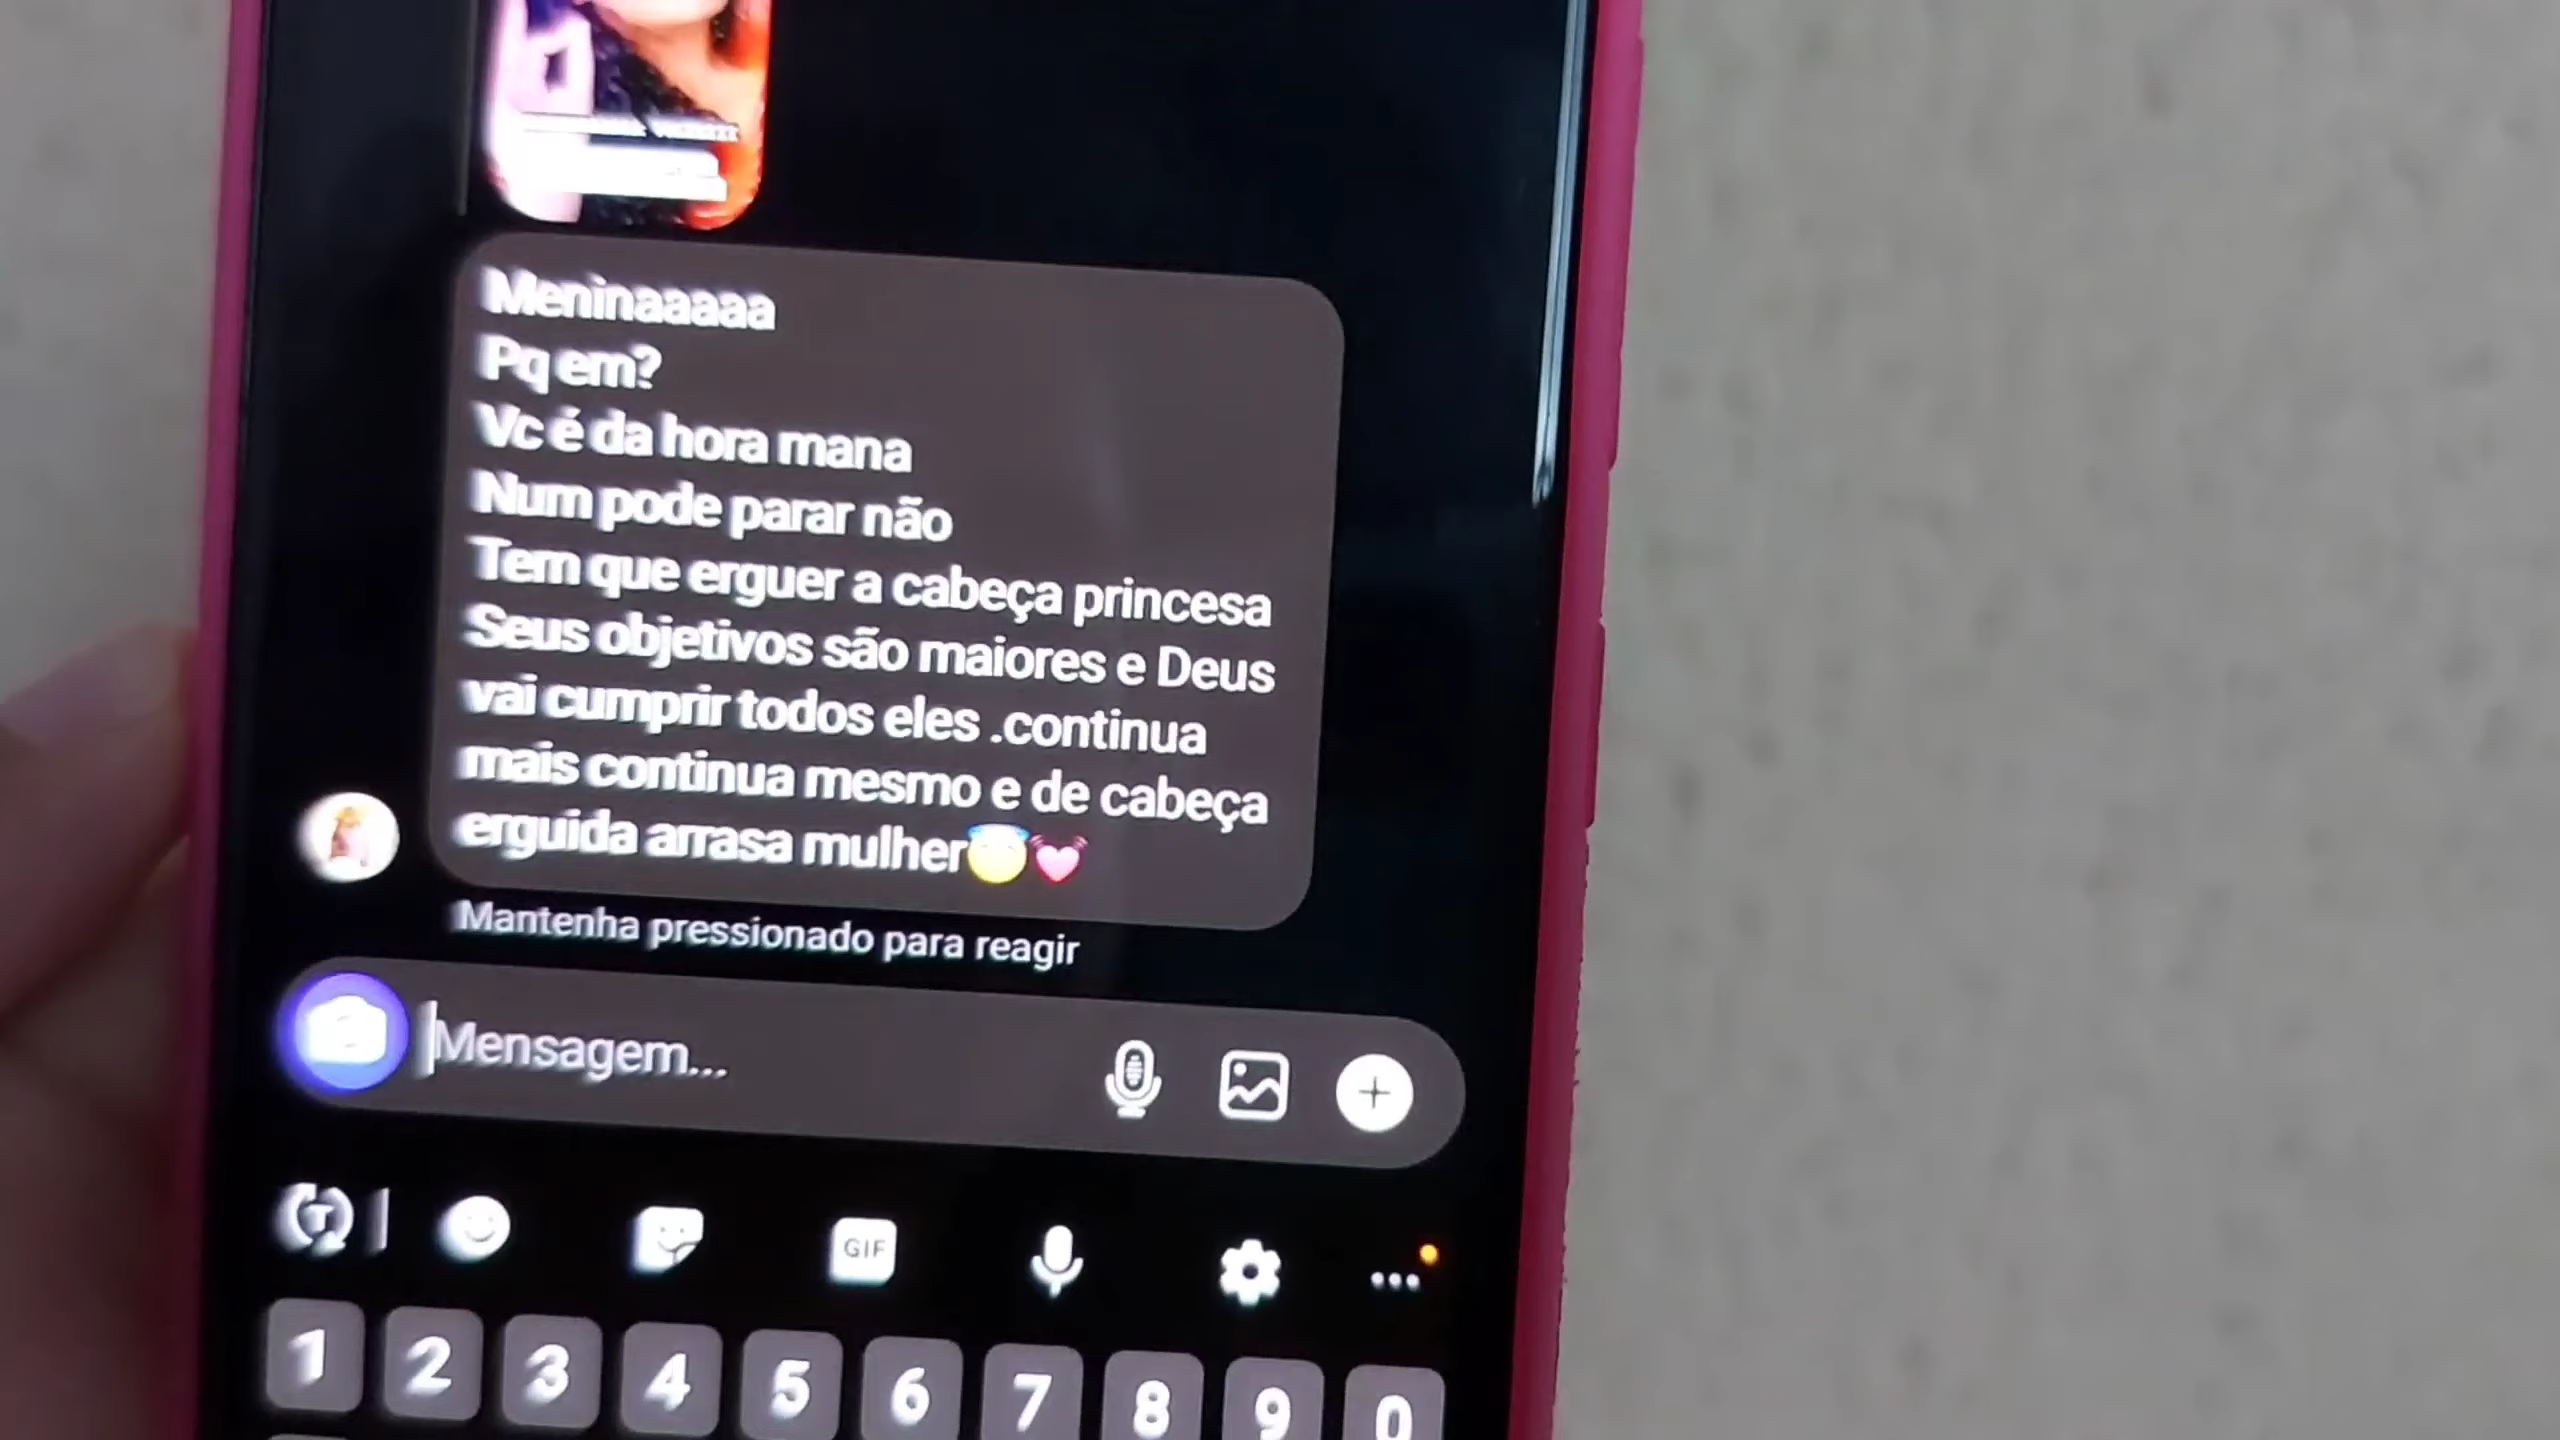 Meninaaaaa
Pq em?
Vc é da hora mana
Num pode parar não
Tem que erguer a cabeça princesa
Seus objetivos são maiores e Deus
vai cumprir todos eles .continua
mais continua mesmo e de cabeça
erguida arrasa mulher😇💓
Mantenha pressionado para reagir
Mensagem...
GIF
1 2 3 4 5 6 7 8 9 0